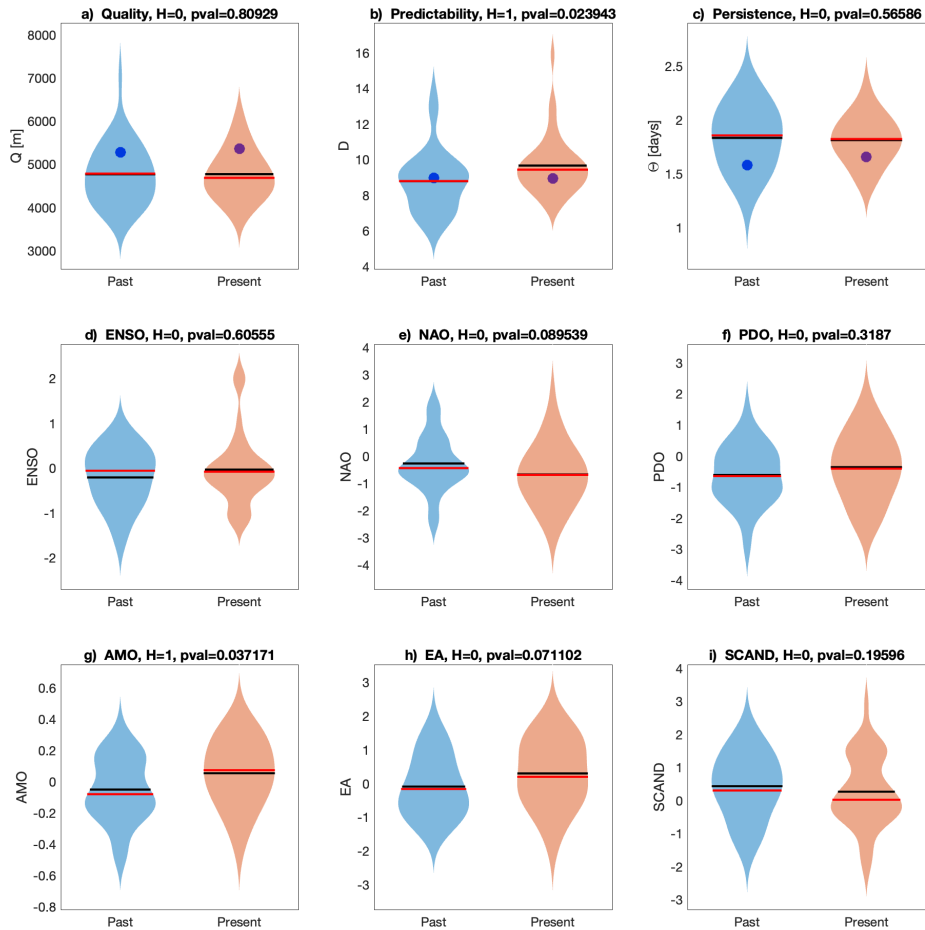 a) Quality, H=0, pval=0.80929
8000
7000
6000
5000
4000
3000
Q [m]
Past
Present
b) Predictability, H=1, pval=0.023943
16
14
12
10
8
6
4
D
Past
Present
c) Persistence, H=0, pval=0.56586
2.5
2
1.5
1
Θ [days]
Past
Present
d) ENSO, H=0, pval=0.60555
2
1
0
-1
-2
ENSO
Past
Present
e) NAO, H=0, pval=0.089539
4
3
2
1
0
-1
-2
-3
-4
NAO
Past
Present
f) PDO, H=0, pval=0.3187
3
2
1
0
-1
-2
-3
-4
PDO
Past
Present
g) AMO, H=1, pval=0.037171
0.6
0.4
0.2
0
-0.2
-0.4
-0.6
-0.8
AMO
Past
Present
h) EA, H=0, pval=0.071102
3
2
1
0
-1
-2
-3
EA
Past
Present
i) SCAND, H=0, pval=0.19596
4
3
2
1
0
-1
-2
-3
SCAND
Past
Present